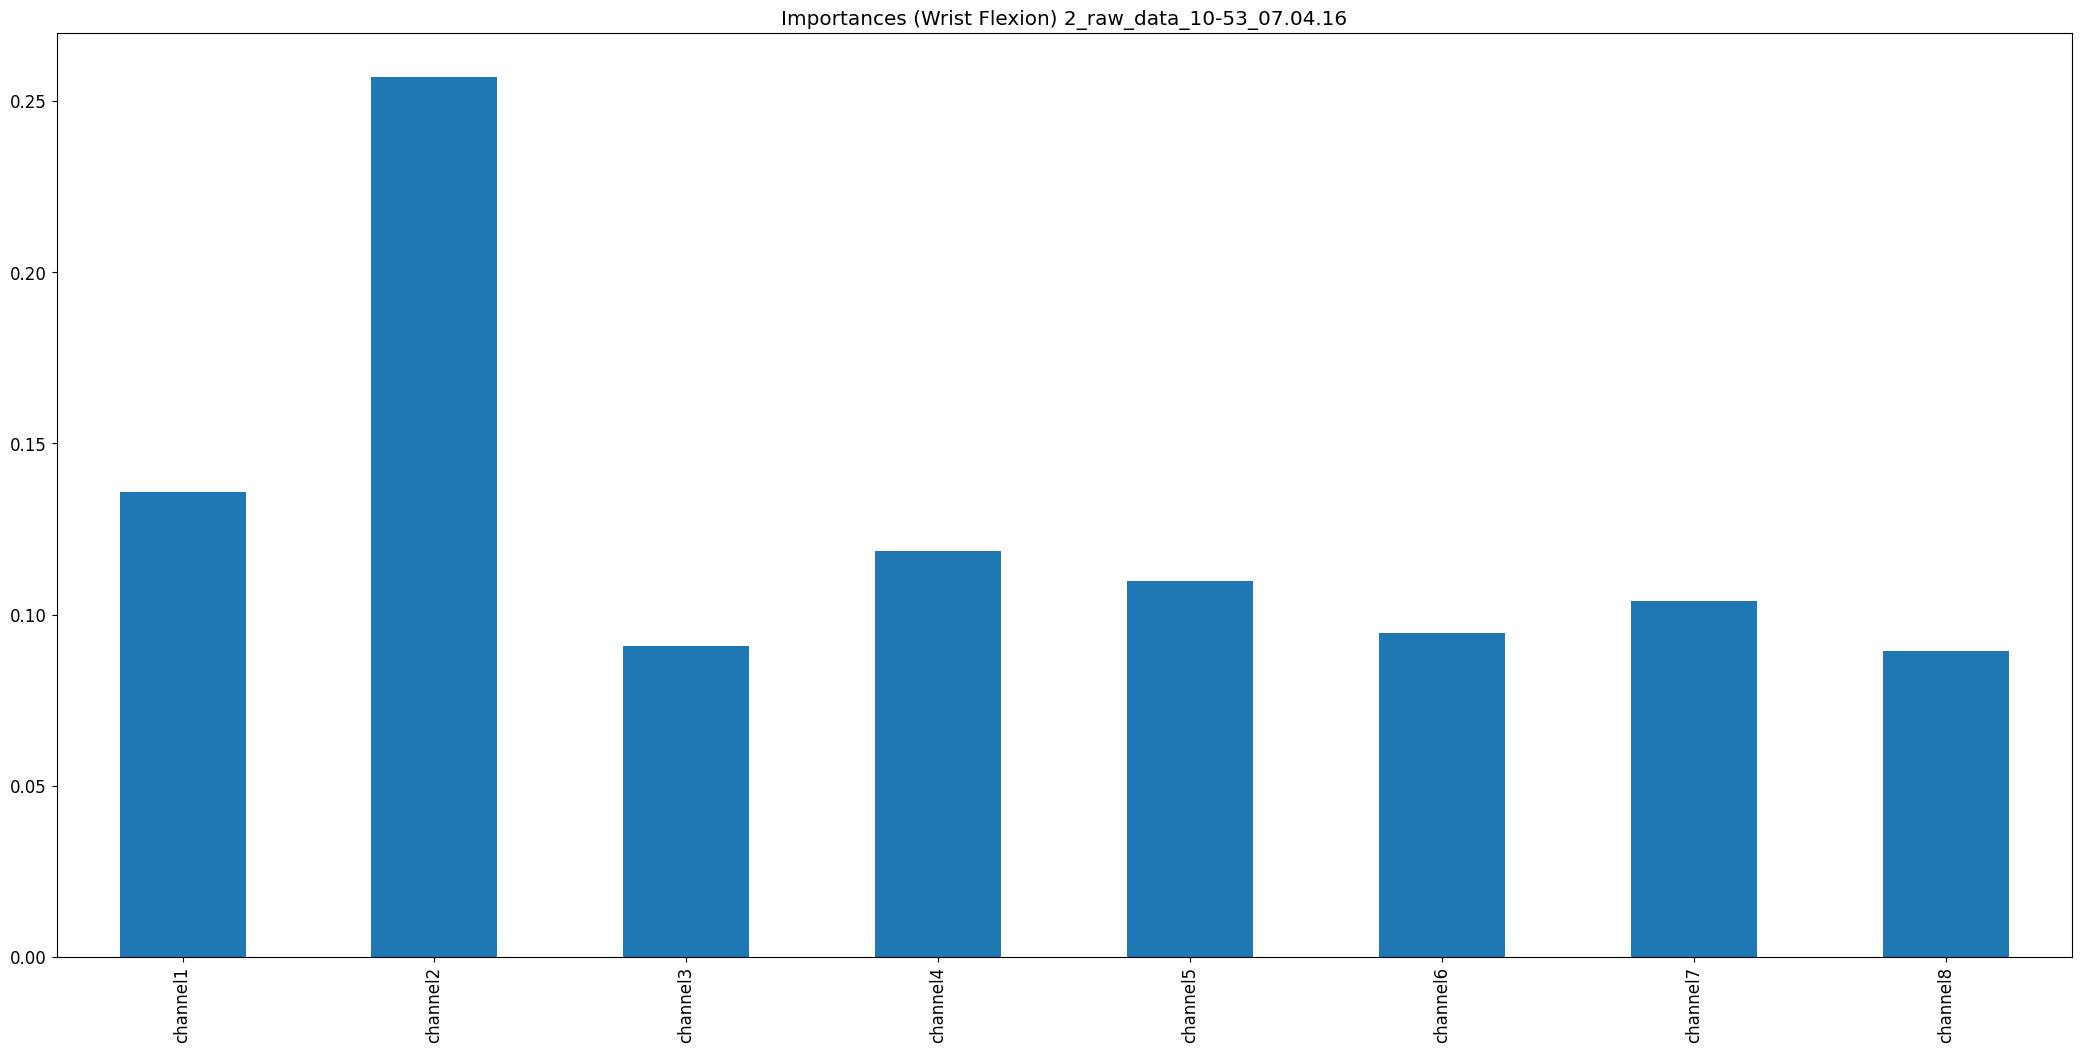 Importances (Wrist Flexion) 2_raw_data_10-53_07.04.16
0.25
0.20
0.15
0.10
0.05
0.00
channel1
channel2
channel3
channel4
channel5
channel6
channel7
channel8